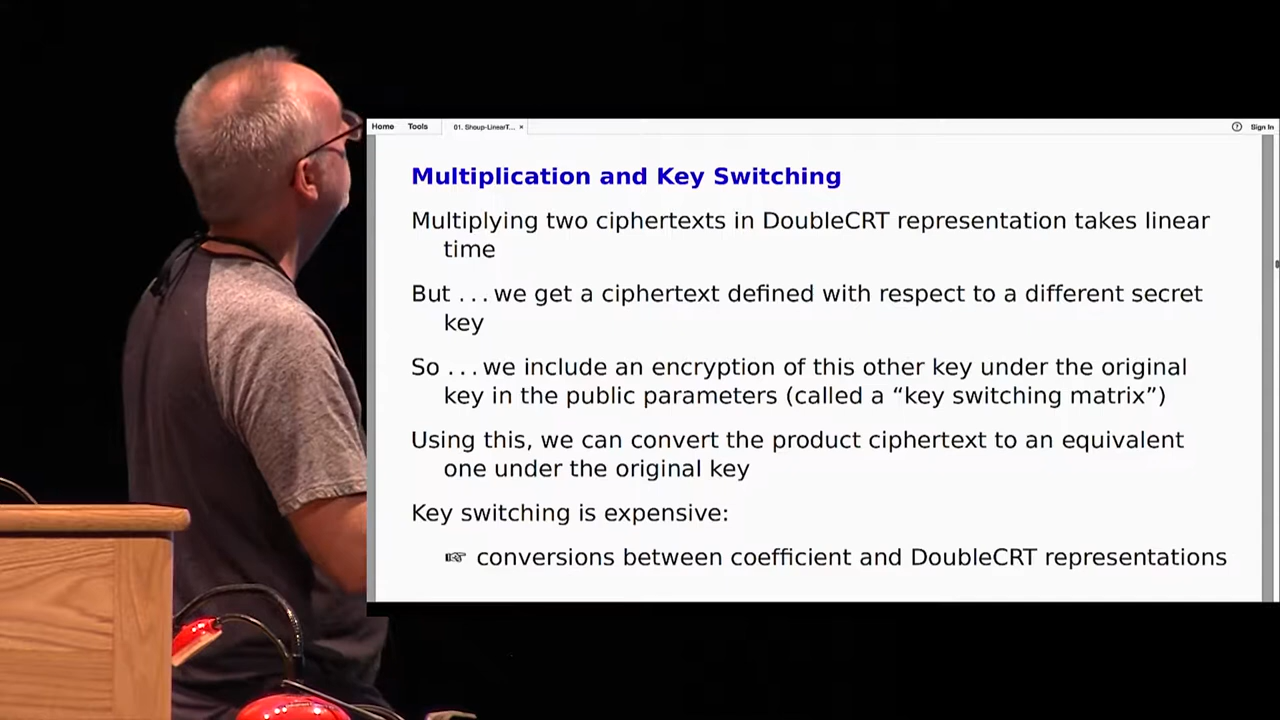 Home Tools 01. Shoup-LinearT... × ? Sign In
Multiplication and Key Switching
Multiplying two ciphertexts in DoubleCRT representation takes linear
time
But ... we get a ciphertext defined with respect to a different secret
key
So ... we include an encryption of this other key under the original
key in the public parameters (called a “key switching matrix”)
Using this, we can convert the product ciphertext to an equivalent
one under the original key
Key switching is expensive:
☞ conversions between coefficient and DoubleCRT representations